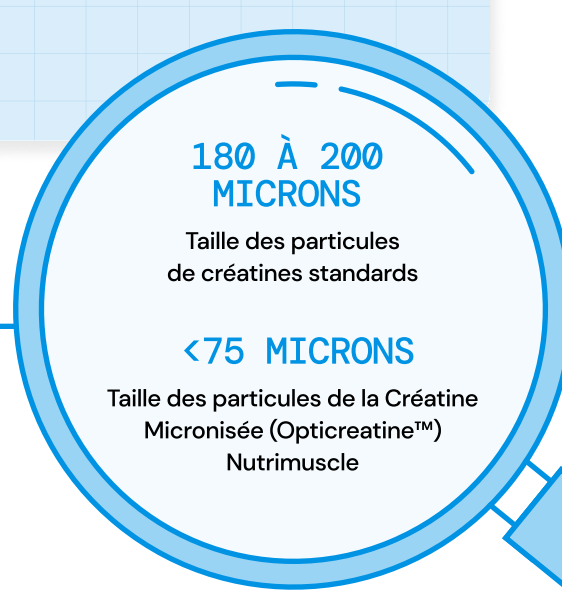 180 À 200
MICRONS
Taille des particules
de créatines standards
<75 MICRONS
Taille des particules de la Créatine
Micronisée (Opticreatine™)
Nutrimuscle